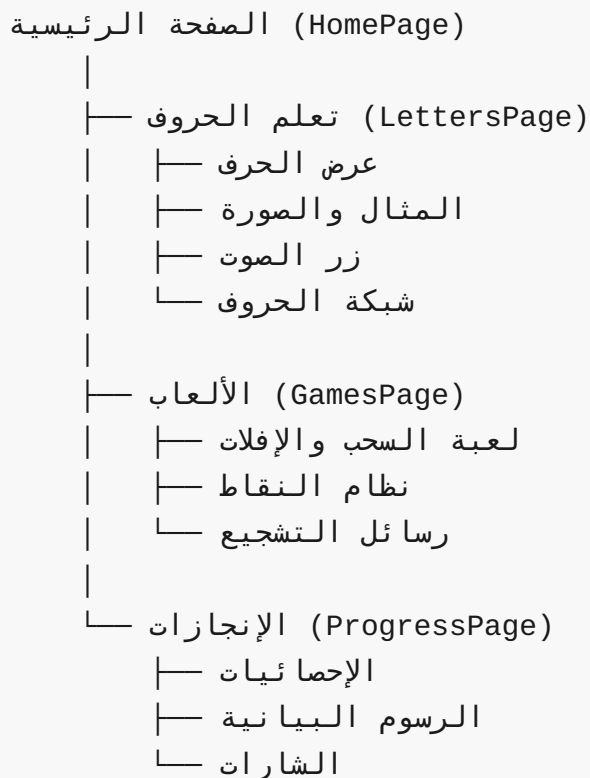 الصفحة الرئيسية (HomePage)
تعلم الحروف (LettersPage)
عرض الحرف
المثال والصورة
زر الصوت
شبكة الحروف
الألعاب (GamesPage)
لعبة السحب والإفلات
نظام النقاط
رسائل التشجيع
الإنجازات (ProgressPage)
الإحصائيات
الرسوم البيانية
الشارات